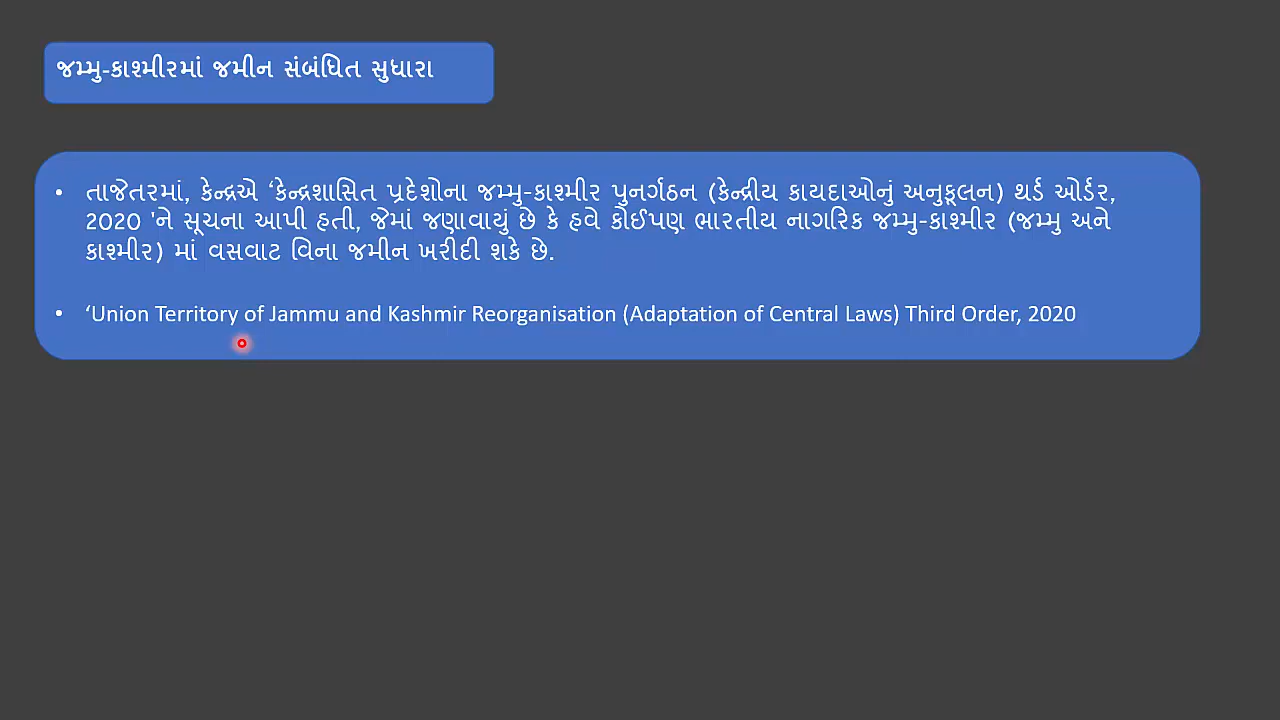 જમ્મુ-કાશ્મીરમાં જમીન સંબંધિત સુધારા
• તાજેતરમાં, કેન્દ્રએ ‘કેન્દ્રશાસિત પ્રદેશોના જમ્મુ-કાશ્મીર પુનર્ગઠન (કેન્દ્રીય કાયદાઓનું અનુકૂલન) થર્ડ ઓર્ડર,
2020 'ને સૂચના આપી હતી, જેમાં જણાવાયું છે કે હવે કોઈપણ ભારતીય નાગરિક જમ્મુ-કાશ્મીર (જમ્મુ અને
કાશ્મીર) માં વસવાટ વિના જમીન ખરીદી શકે છે.
• ‘Union Territory of Jammu and Kashmir Reorganisation (Adaptation of Central Laws) Third Order, 2020